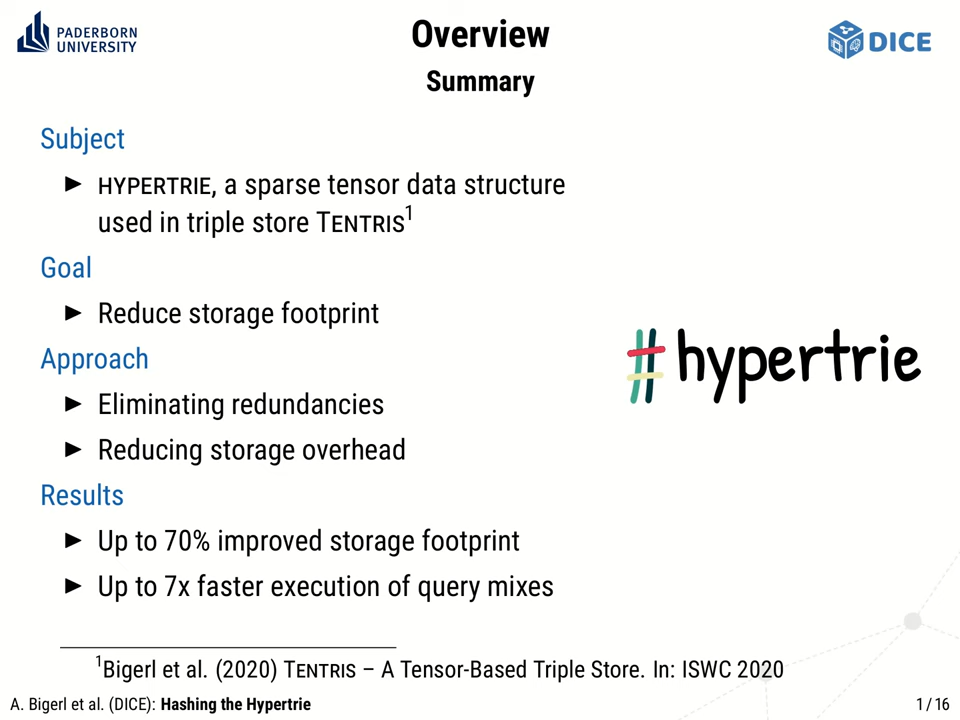 PADERBORN
UNIVERSITY
Overview
DICE
Summary
Subject
► HYPERTRIE, a sparse tensor data structure
used in triple store TENTRIS1
Goal
► Reduce storage footprint
Approach
► Eliminating redundancies
► Reducing storage overhead
Results
► Up to 70% improved storage footprint
► Up to 7x faster execution of query mixes
#hypertrie
1Bigerl et al. (2020) TENTRIS – A Tensor-Based Triple Store. In: ISWC 2020
A. Bigerl et al. (DICE): Hashing the Hypertrie
1 / 16